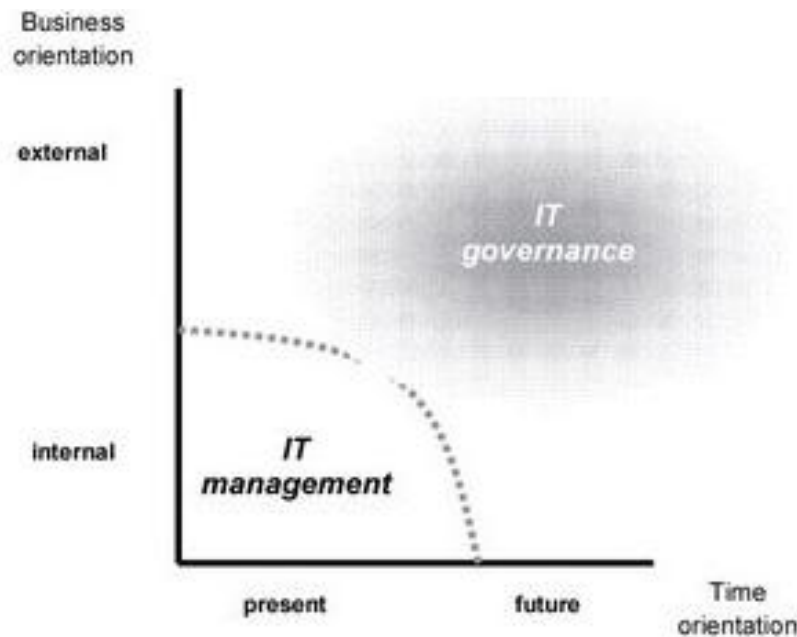 Business
orientation
external
IT
governance
internal
IT
management
present
future
Time
orientation